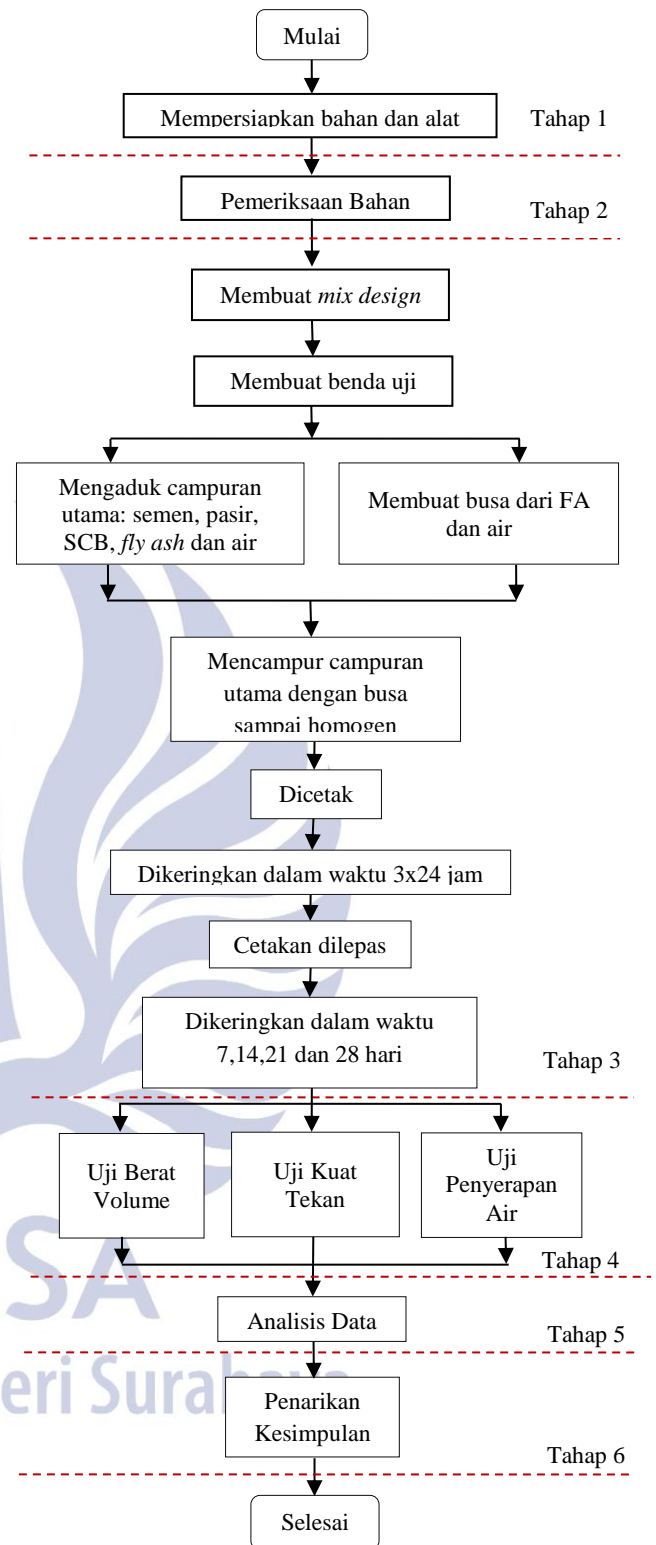 Mulai
Mempersiapkan bahan dan alat
Tahap 1
Pemeriksaan Bahan
Tahap 2
Membuat mix design
Membuat benda uji
Mengaduk campuran
utama: semen, pasir,
SCB, fly ash dan air
Membuat busa dari FA
dan air
Mencampur campuran
utama dengan busa
sampai homogen
Dicetak
Dikeringkan dalam waktu 3x24 jam
Cetakan dilepas
Dikeringkan dalam waktu
7,14,21 dan 28 hari
Tahap 3
Uji Berat
Volume
Uji Kuat
Tekan
Uji
Penyerapan
Air
SA
Tahap 4
Analisis Data
Tahap 5
eri Surabaya
Penarikan
Kesimpulan
Tahap 6
Selesai